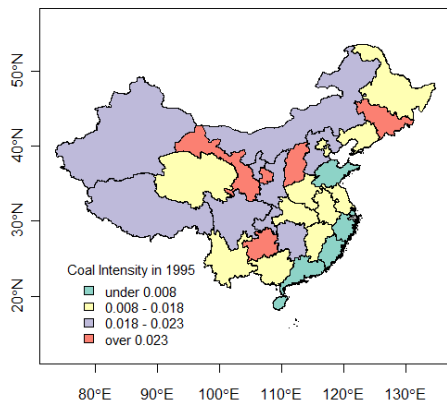 50°N
40°N
30°N
20°N
Coal Intensity in 1995
under 0.008
0.008 - 0.018
0.018 - 0.023
over 0.023
80°E 90°E 100°E 110°E 120°E 130°E